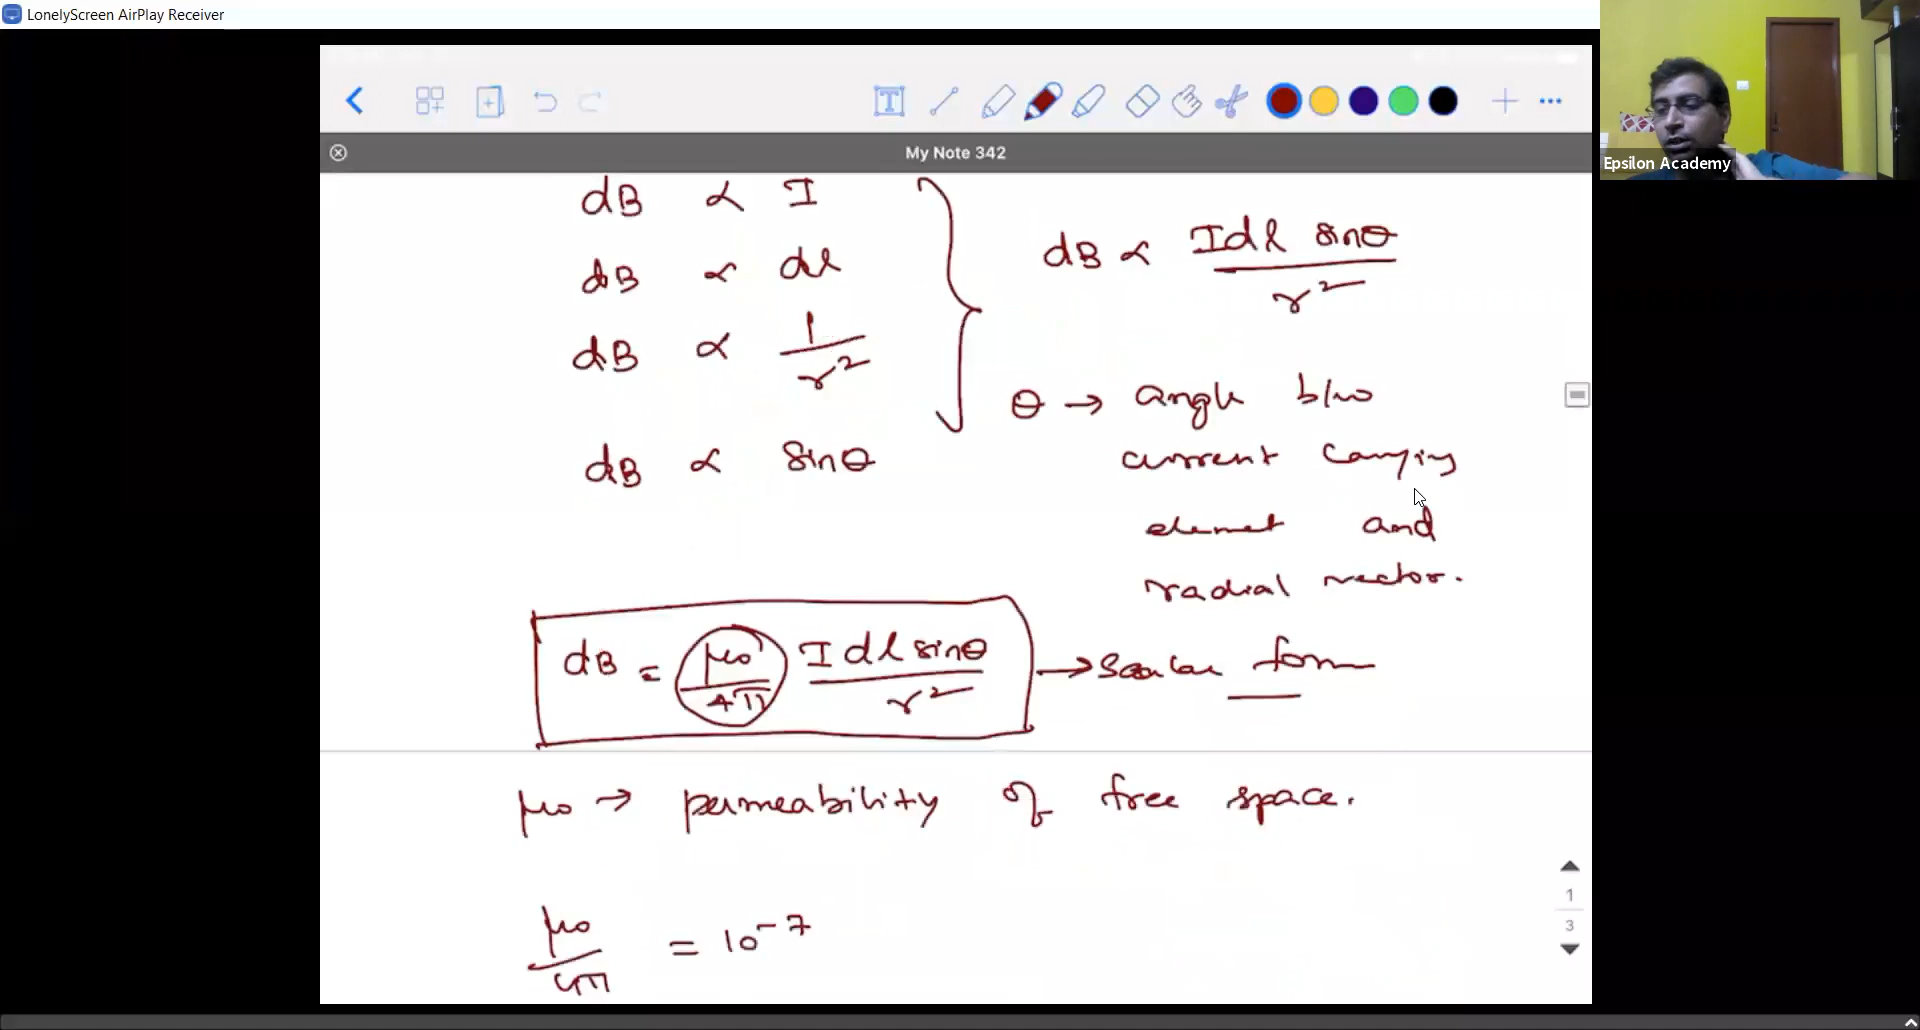 LonelyScreen AirPlay Receiver
Epsilon Academy
My Note 342
dB ∝ I
dB ∝ dl
dB ∝ 1/r²
dB ∝ sinθ
dB ∝ Idl sinθ / r²
θ → angle b/w
current carrying
element and
radial vector.
dB = μ₀/4π Idl sinθ / r² → Scalar form
μ₀ → permeability of free space.
μ₀/4π = 10⁻⁷
1
3